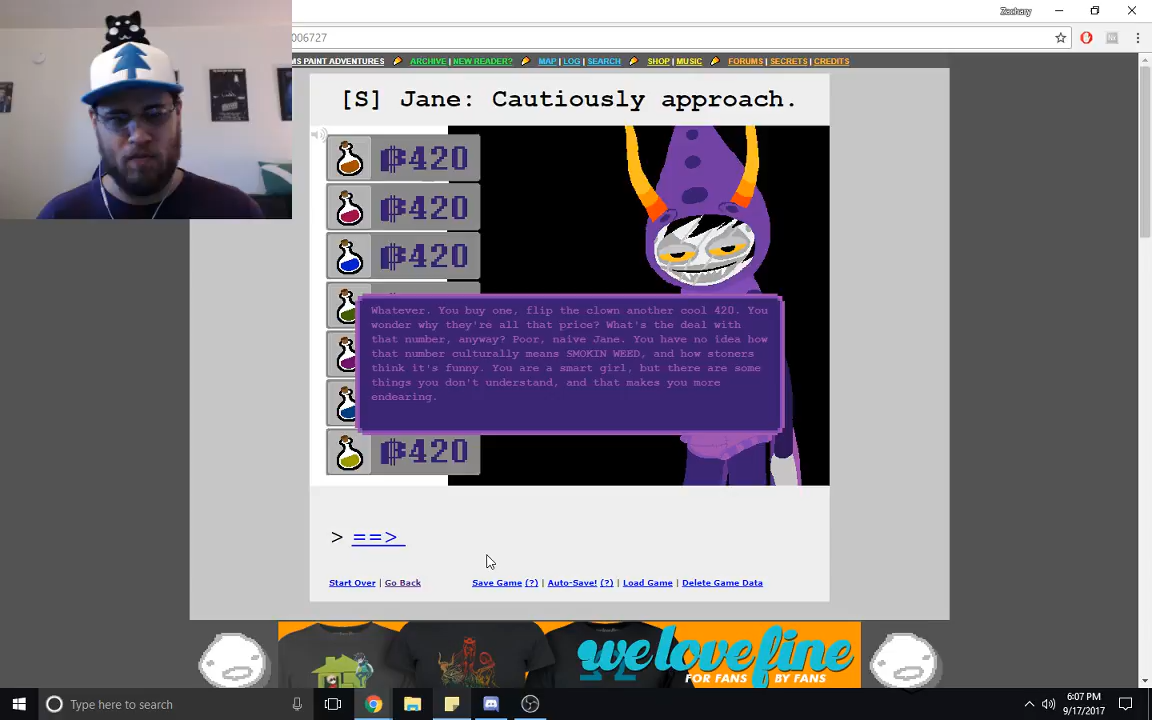 Zachary
006727
MS PAINT ADVENTURES ARCHIVE | NEW READER? MAP | LOG | SEARCH SHOP | MUSIC FORUMS | SECRETS | CREDITS
[S] Jane: Cautiously approach.
420
420
420
Whatever. You buy one, flip the clown another cool 420. You
wonder why they're all that price? What's the deal with
that number, anyway? Poor, naive Jane. You have no idea how
that number culturally means SMOKIN WEED, and how stoners
think it's funny. You are a smart girl, but there are some
things you don't understand, and that makes you more
endearing.
420
> ==>
Start Over | Go Back Save Game (?) | Auto-Save! (?) | Load Game | Delete Game Data
welovefine
FOR FANS BY FANS
Type here to search
6:07 PM
9/17/2017